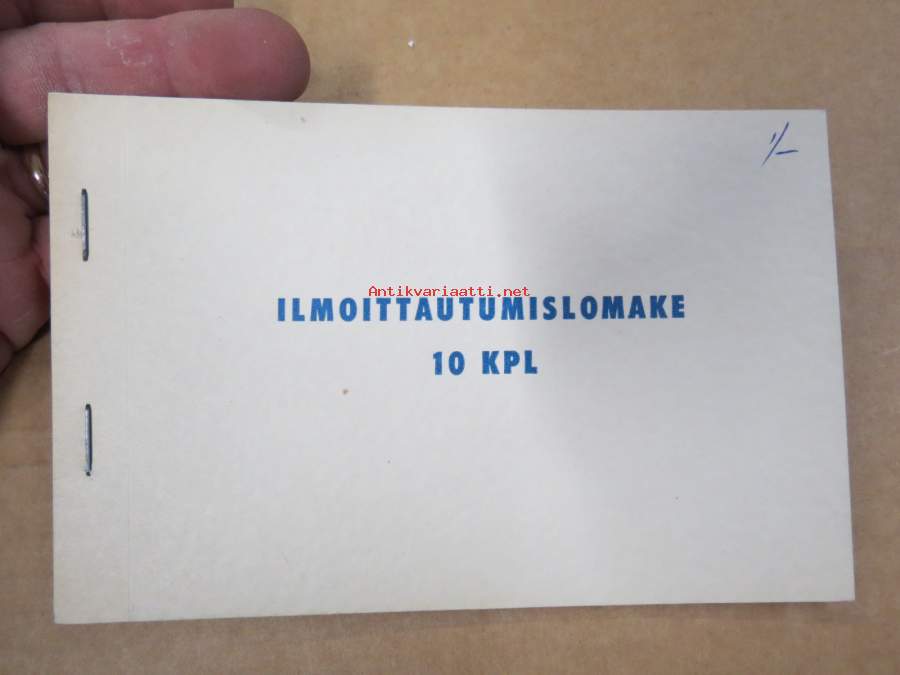 1/-
Antikvariaatti.net
ILMOITTAUTUMISLOMAKE
10 KPL